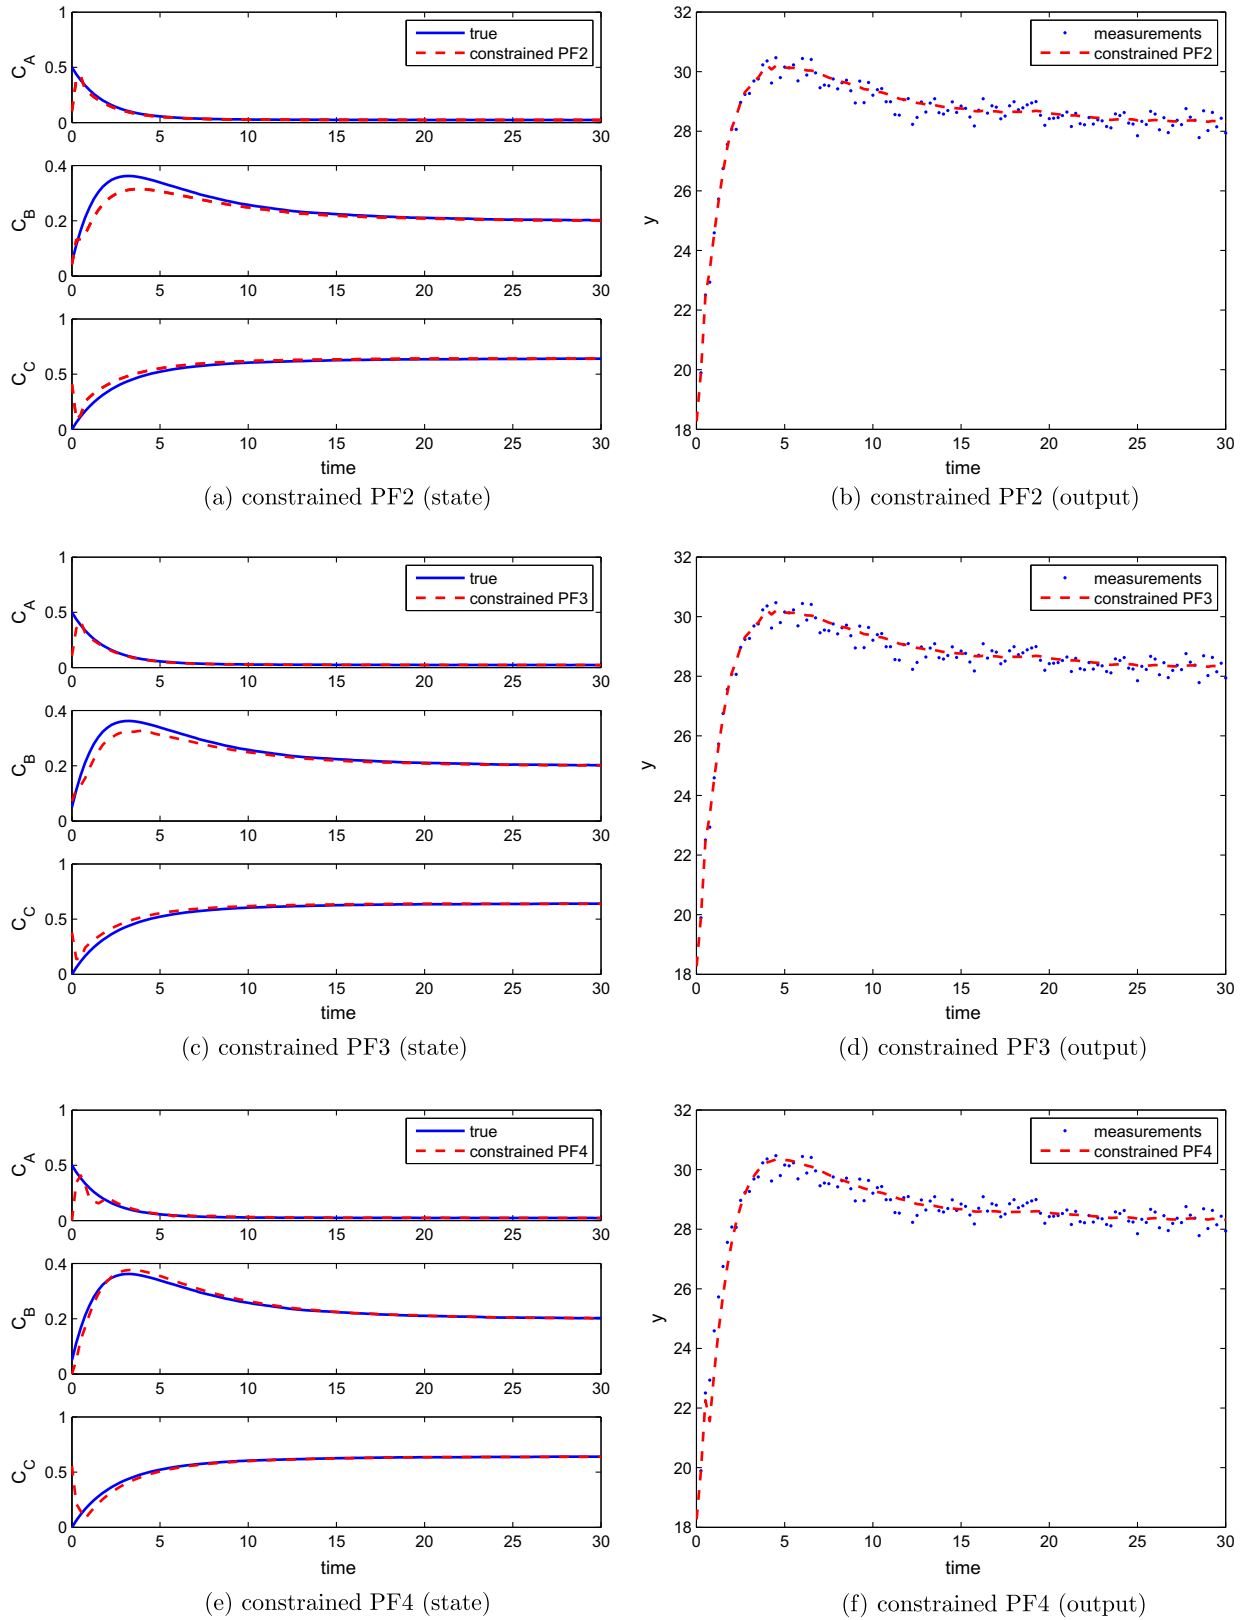 1
0.5
0
C_A
true
constrained PF2
0 5 10 15 20 25 30
0.4
0.2
0
C_B
0 5 10 15 20 25 30
1
0.5
0
C_C
0 5 10 15 20 25 30
time
(a) constrained PF2 (state)
32
30
28
26
24
22
20
18
y
measurements
constrained PF2
0 5 10 15 20 25 30
time
(b) constrained PF2 (output)
1
0.5
0
C_A
true
constrained PF3
0 5 10 15 20 25 30
0.4
0.2
0
C_B
0 5 10 15 20 25 30
1
0.5
0
C_C
0 5 10 15 20 25 30
time
(c) constrained PF3 (state)
32
30
28
26
24
22
20
18
y
measurements
constrained PF3
0 5 10 15 20 25 30
time
(d) constrained PF3 (output)
1
0.5
0
C_A
true
constrained PF4
0 5 10 15 20 25 30
0.4
0.2
0
C_B
0 5 10 15 20 25 30
1
0.5
0
C_C
0 5 10 15 20 25 30
time
(e) constrained PF4 (state)
32
30
28
26
24
22
20
18
y
measurements
constrained PF4
0 5 10 15 20 25 30
time
(f) constrained PF4 (output)